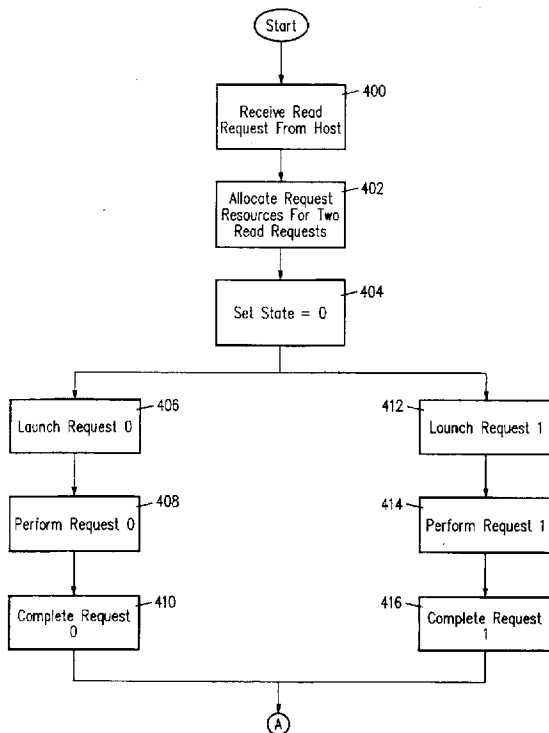 Start
400
Receive Read
Request From Host
402
Allocate Request
Resources For Two
Read Requests
404
Set State = 0
406
Launch Request 0
412
Launch Request 1
408
Perform Request 0
414
Perform Request 1
410
Complete Request
0
416
Complete Request
1
A